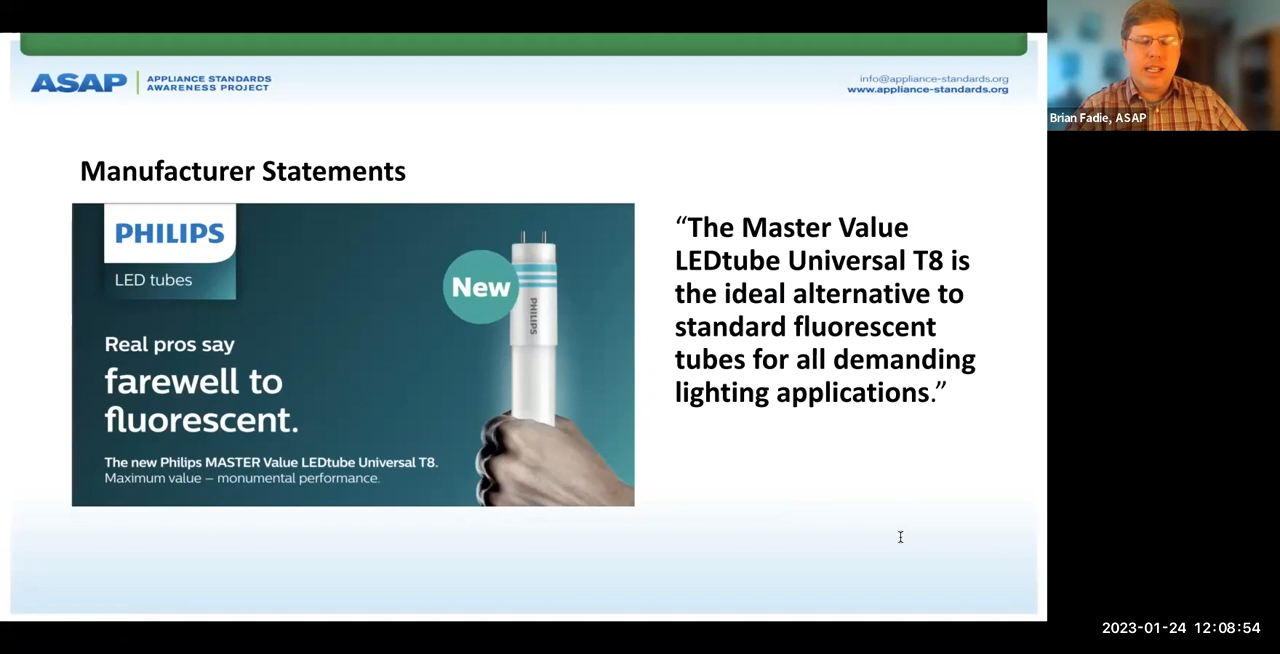 ASAP
APPLIANCE STANDARDS
AWARENESS PROJECT
info@appliance-standards.org
www.appliance-standards.org
Brian Fadie, ASAP
Manufacturer Statements
PHILIPS
LED tubes
New
PHILIPS
Real pros say
farewell to
fluorescent.
The new Philips MASTER Value LEDtube Universal T8.
Maximum value – monumental performance.
“The Master Value
LEDtube Universal T8 is
the ideal alternative to
standard fluorescent
tubes for all demanding
lighting applications.”
2023-01-24 12:08:54